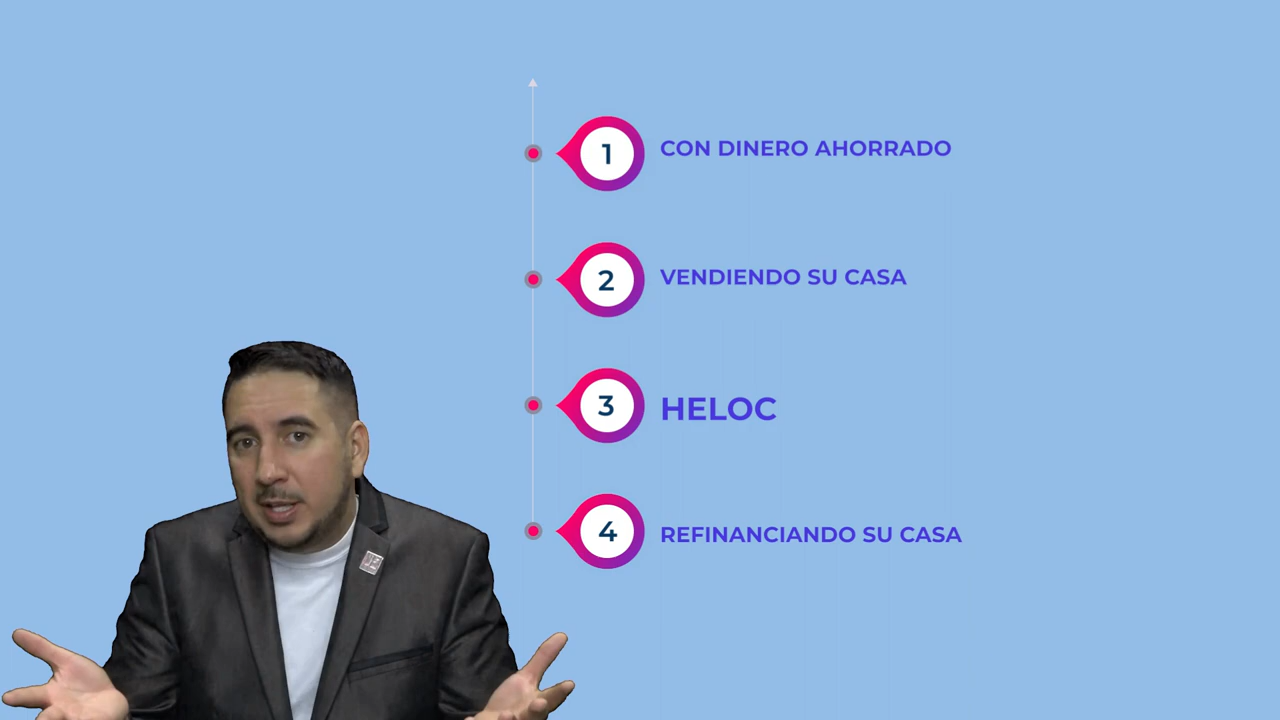 1
CON DINERO AHORRADO
2
VENDIENDO SU CASA
3
HELOC
4
REFINANCIANDO SU CASA